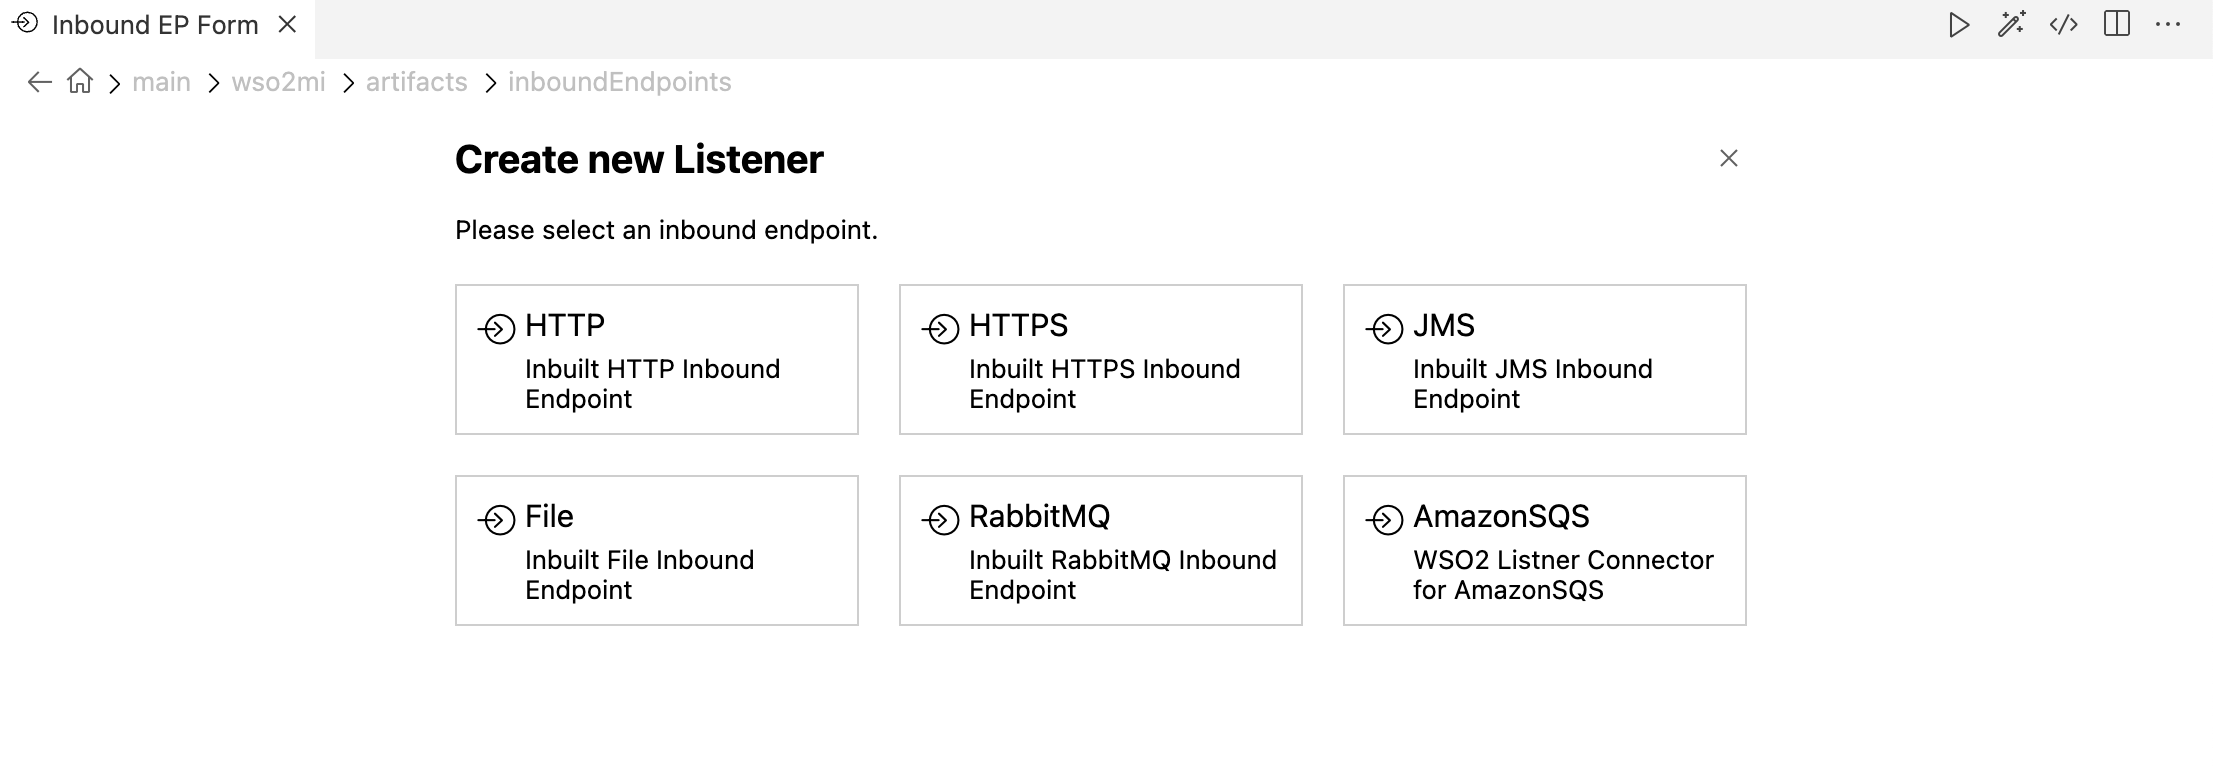 Inbound EP Form
main > wso2mi > artifacts > inboundEndpoints
Create new Listener
Please select an inbound endpoint.
HTTP
Inbuilt HTTP Inbound
Endpoint
HTTPS
Inbuilt HTTPS Inbound
Endpoint
JMS
Inbuilt JMS Inbound
Endpoint
File
Inbuilt File Inbound
Endpoint
RabbitMQ
Inbuilt RabbitMQ Inbound
Endpoint
AmazonSQS
WSO2 Listner Connector
for AmazonSQS